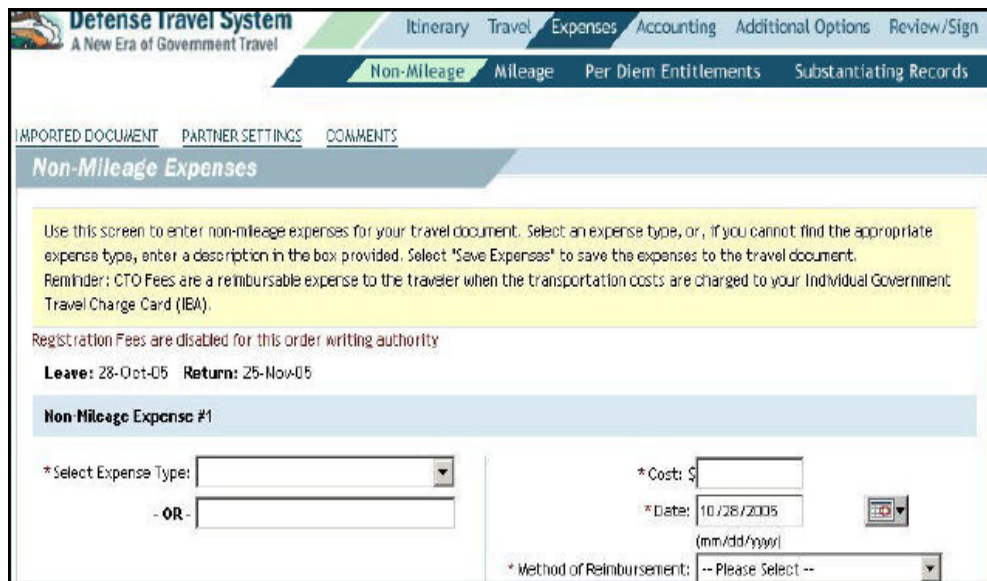 Defense Travel System
A New Era of Government Travel
Itinerary Travel Expenses Accounting Additional Options Review/Sign
Non-Mileage Mileage Per Diem Entitlements Substantiating Records
IMPORTED DOCUMENT PARTNER SETTINGS COMMENTS
Non-Mileage Expenses
Use this screen to enter non-mileage expenses for your travel document. Select an expense type, or, if you cannot find the appropriate
expense type, enter a description in the box provided. Select "Save Expenses" to save the expenses to the travel document.
Reminder: CTO Fees are a reimbursable expense to the traveler when the transportation costs are charged to your Individual Government
Travel Charge Card (IBA).
Registration Fees are disabled for this order writing authority
Leave: 28-Oct-05 Return: 25-Nov-05
Non-Mileage Expense #1
*Select Expense Type:
- OR -
*Cost: $
*Date: 10/28/2005
(mm/dd/yyyy)
*Method of Reimbursement: -- Please Select --